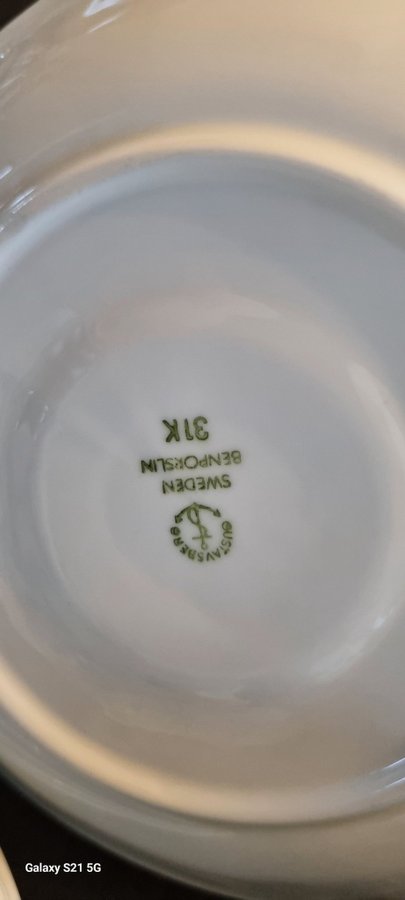 GUSTAVSBERG
SWEDEN
BENPORSLIN
31K
Galaxy S21 5G